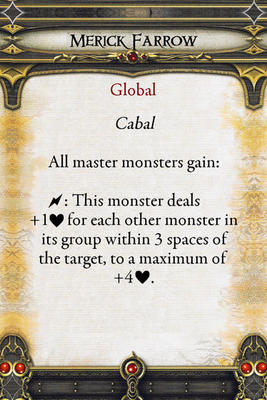 Merick Farrow
Global
Cabal
All master monsters gain:
: This monster deals
+1♥ for each other monster in
its group within 3 spaces of
the target, to a maximum of
+4♥.